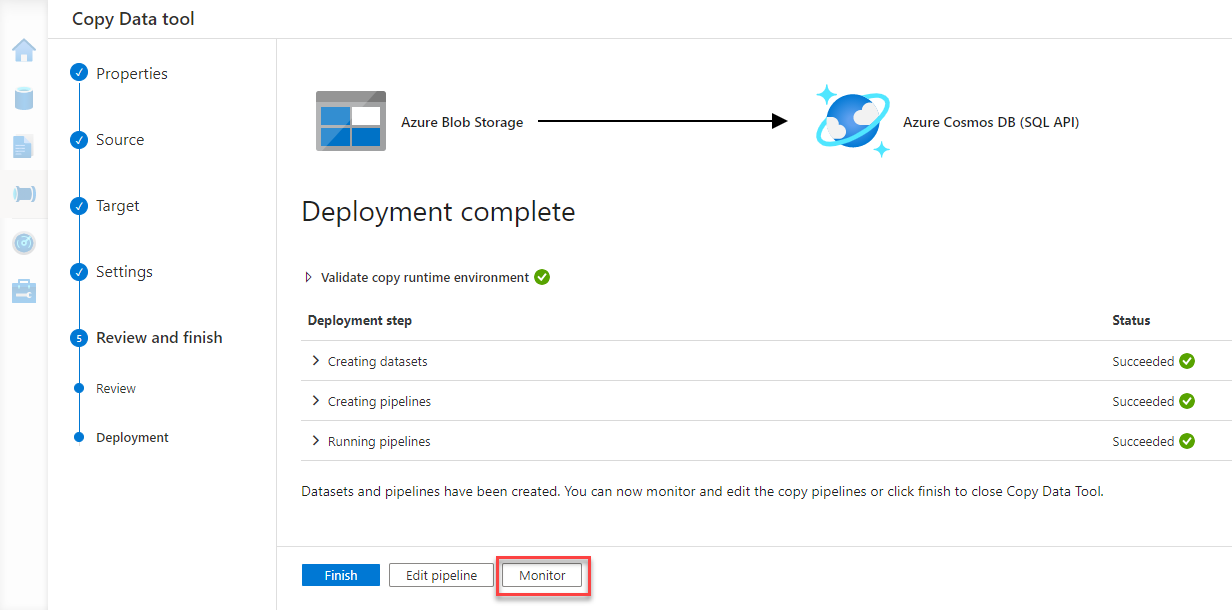 Copy Data tool
Properties
Source
Target
Settings
5 Review and finish
Review
Deployment
Azure Blob Storage
Azure Cosmos DB (SQL API)
Deployment complete
Validate copy runtime environment
Deployment step Status
Creating datasets Succeeded
Creating pipelines Succeeded
Running pipelines Succeeded
Datasets and pipelines have been created. You can now monitor and edit the copy pipelines or click finish to close Copy Data Tool.
Finish Edit pipeline Monitor